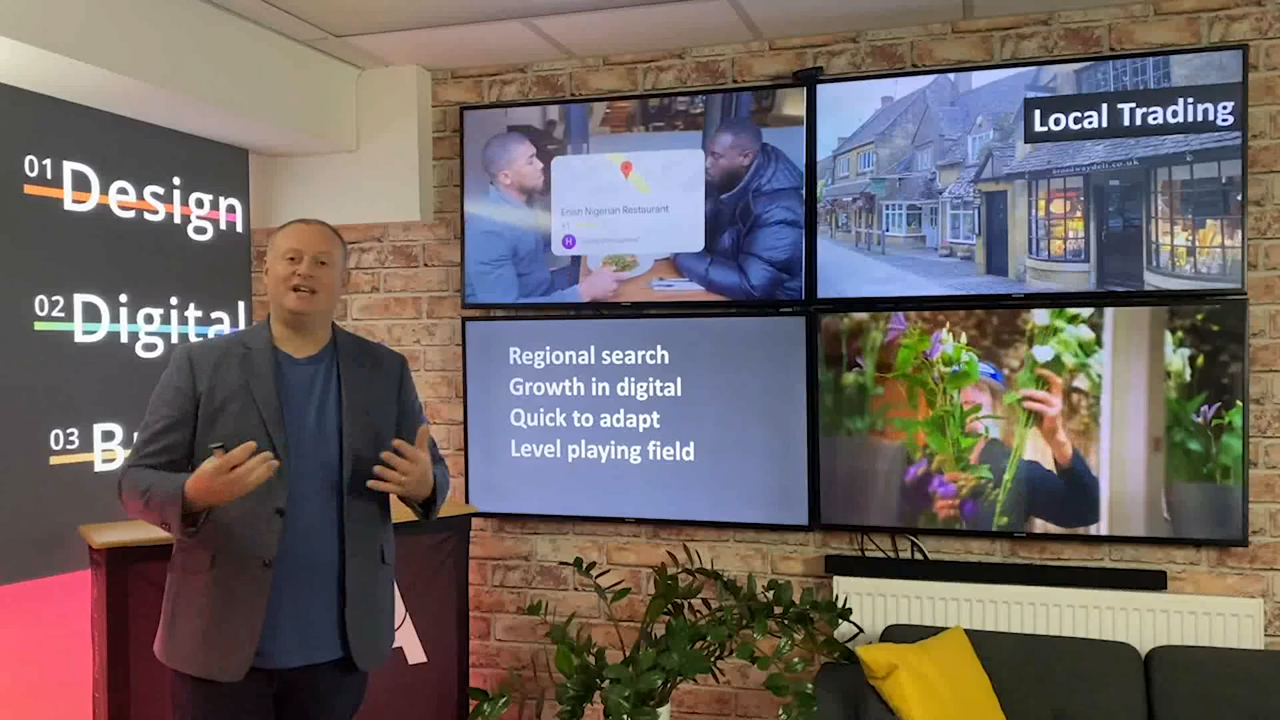 01 Design
02 Digital
03 B
Enish Nigerian Restaurant
H
Local Trading
broadwaydeli.co.uk
Regional search
Growth in digital
Quick to adapt
Level playing field
A